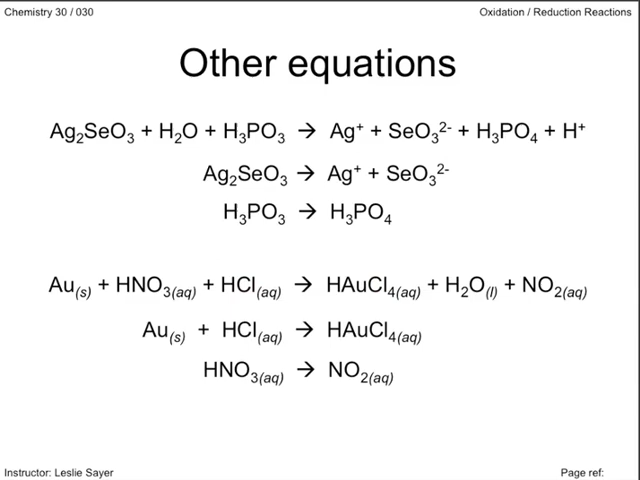 Chemistry 30 / 030
Oxidation / Reduction Reactions
Other equations
Ag₂SeO₃ + H₂O + H₃PO₃ → Ag⁺ + SeO₃²⁻ + H₃PO₄ + H⁺
Ag₂SeO₃ → Ag⁺ + SeO₃²⁻
H₃PO₃ → H₃PO₄
Au(s) + HNO₃(aq) + HCl(aq) → HAuCl₄(aq) + H₂O(l) + NO₂(aq)
Au(s) + HCl(aq) → HAuCl₄(aq)
HNO₃(aq) → NO₂(aq)
Instructor: Leslie Sayer
Page ref: